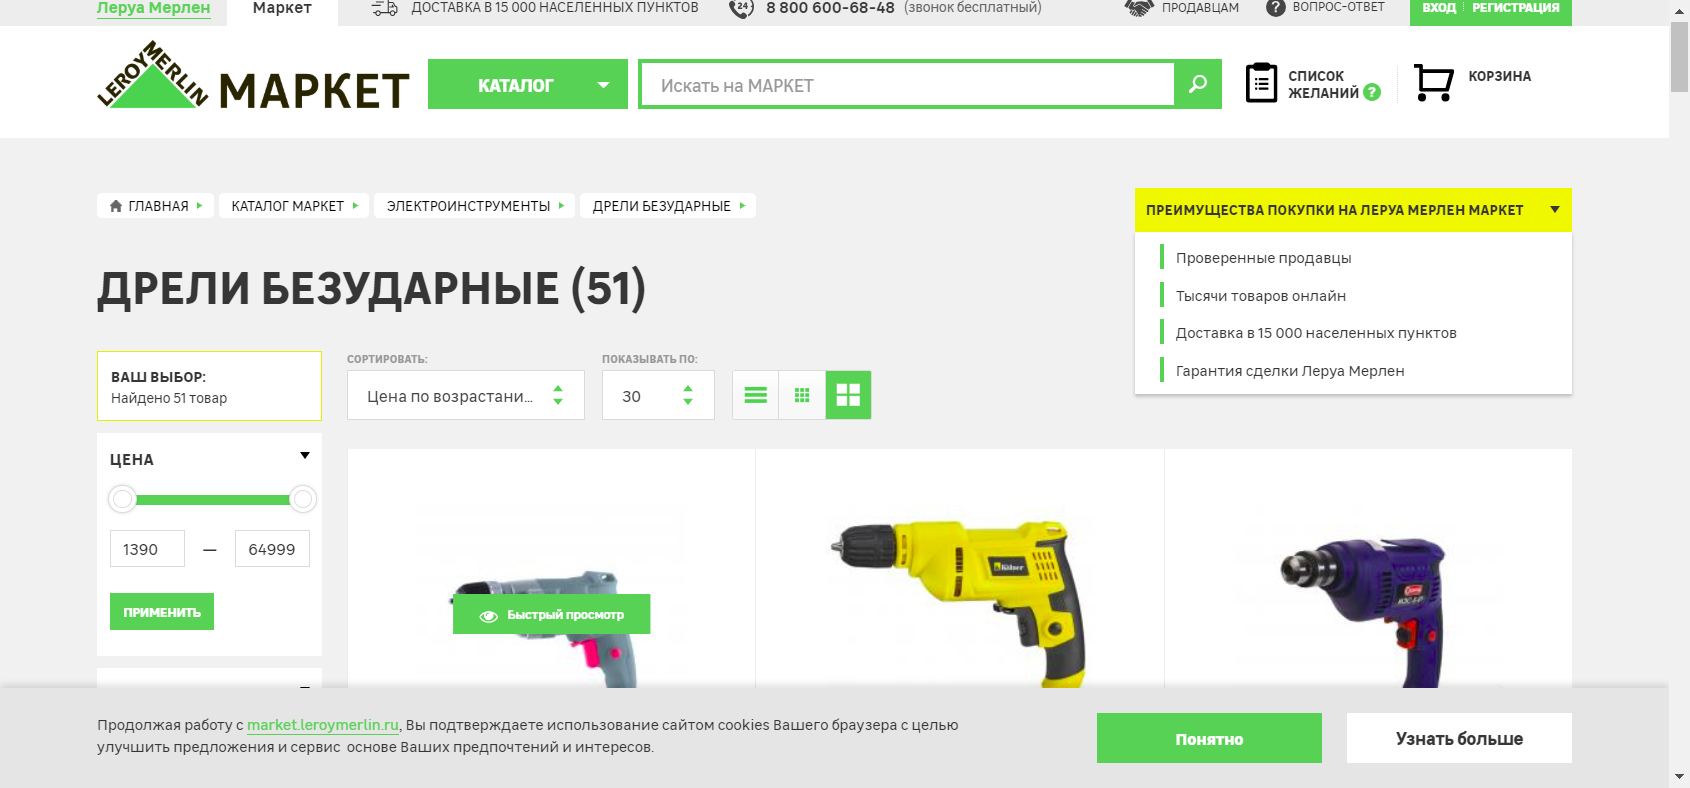 Леруа Мерлен
Маркет
ДОСТАВКА В 15 000 НАСЕЛЕННЫХ ПУНКТОВ
24
8 800 600-68-48 (звонок бесплатный)
ПРОДАВЦАМ
? ВОПРОС-ОТВЕТ
ВХОД
РЕГИСТРАЦИЯ
LEROY MERLIN
МАРКЕТ
КАТАЛОГ
Искать на МАРКЕТ
СПИСОК
ЖЕЛАНИЙ ?
КОРЗИНА
ГЛАВНАЯ
КАТАЛОГ МАРКЕТ
ЭЛЕКТРОИНСТРУМЕНТЫ
ДРЕЛИ БЕЗУДАРНЫЕ
ПРЕИМУЩЕСТВА ПОКУПКИ НА ЛЕРУА МЕРЛЕН МАРКЕТ
Проверенные продавцы
Тысячи товаров онлайн
Доставка в 15 000 населенных пунктов
Гарантия сделки Леруа Мерлен
ДРЕЛИ БЕЗУДАРНЫЕ (51)
ВАШ ВЫБОР:
Найдено 51 товар
СОРТИРОВАТЬ:
Цена по возрастани...
ПОКАЗЫВАТЬ ПО:
30
ЦЕНА
1390 — 64999
ПРИМЕНИТЬ
Быстрый просмотр
Kolner
Продолжая работу с market.leroymerlin.ru, Вы подтверждаете использование сайтом cookies Вашего браузера с целью
улучшить предложения и сервис основе Ваших предпочтений и интересов.
Понятно
Узнать больше